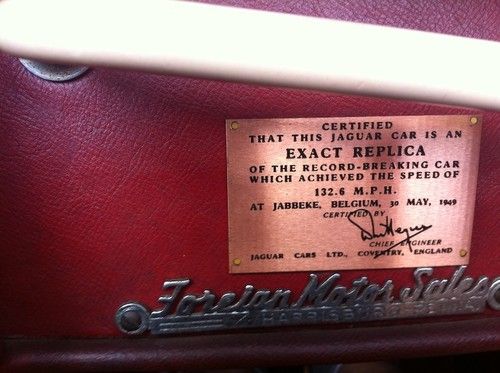 CERTIFIED
THAT THIS JAGUAR CAR IS AN
EXACT REPLICA
OF THE RECORD-BREAKING CAR
WHICH ACHIEVED THE SPEED OF
132.6 M.P.H.
AT JABBEKE, BELGIUM, 30 MAY, 1949
CERTIFIED BY
CHIEF ENGINEER
JAGUAR CARS LTD., COVENTRY, ENGLAND
Foreign Motor Sales
HARRISBURG